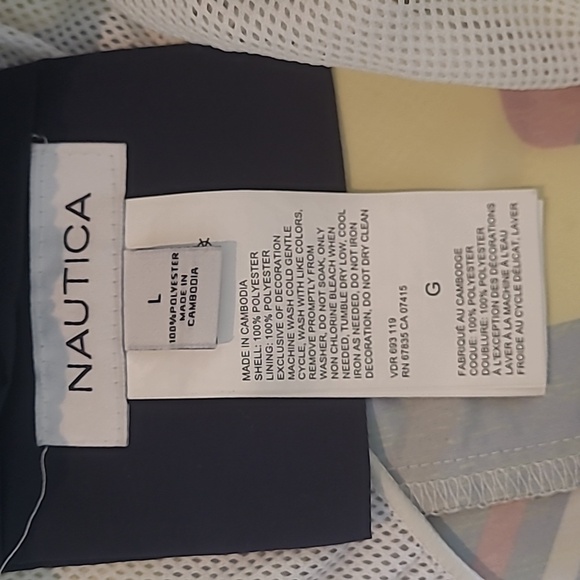 NAUTICA
L
100%POLYESTER
MADE IN
CAMBODIA
MADE IN CAMBODIA
SHELL: 100% POLYESTER
LINING: 100% POLYESTER
EXCLUSIVE OF DECORATION
MACHINE WASH COLD GENTLE
CYCLE, WASH WITH LIKE COLORS,
REMOVE PROMPTLY FROM
WASHER, DO NOT SOAK, ONLY
NON CHLORINE BLEACH WHEN
NEEDED, TUMBLE DRY LOW, COOL
IRON AS NEEDED, DO NOT IRON
DECORATION, DO NOT DRY CLEAN
VDR 693 119
RN 67835 CA 07415
G
FABRIQUÉ AU CAMBODGE
COQUE: 100% POLYESTER
DOUBLURE: 100% POLYESTER
À L'EXCEPTION DES DÉCORATIONS
LAVER À LA MACHINE À L'EAU
FROIDE AU CYCLE DÉLICAT, LAVER